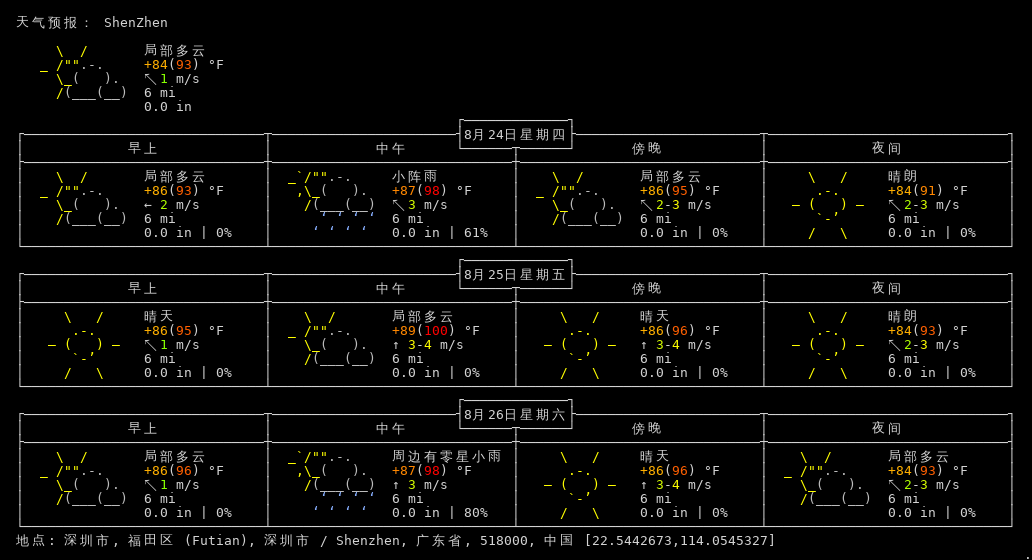 天气预报： ShenZhen
局部多云
+84(93) °F
↖1 m/s
6 mi
0.0 in
8月24日星期四
早上 中午 傍晚 夜间
局部多云 小阵雨 局部多云 晴朗
+86(93) °F +87(98) °F +86(95) °F +84(91) °F
← 2 m/s ↖3 m/s ↖2-3 m/s ↖2-3 m/s
6 mi 6 mi 6 mi 6 mi
0.0 in | 0% 0.0 in | 61% 0.0 in | 0% 0.0 in | 0%
8月25日星期五
早上 中午 傍晚 夜间
晴天 局部多云 晴天 晴朗
+86(95) °F +89(100) °F +86(96) °F +84(93) °F
↖1 m/s ↑ 3-4 m/s ↑ 3-4 m/s ↖2-3 m/s
6 mi 6 mi 6 mi 6 mi
0.0 in | 0% 0.0 in | 0% 0.0 in | 0% 0.0 in | 0%
8月26日星期六
早上 中午 傍晚 夜间
局部多云 周边有零星小雨 晴天 局部多云
+86(96) °F +87(98) °F +86(96) °F +84(93) °F
↖1 m/s ↑ 3 m/s ↑ 3-4 m/s ↖2-3 m/s
6 mi 6 mi 6 mi 6 mi
0.0 in | 0% 0.0 in | 80% 0.0 in | 0% 0.0 in | 0%
地点: 深圳市, 福田区 (Futian), 深圳市 / Shenzhen, 广东省, 518000, 中国 [22.5442673,114.0545327]